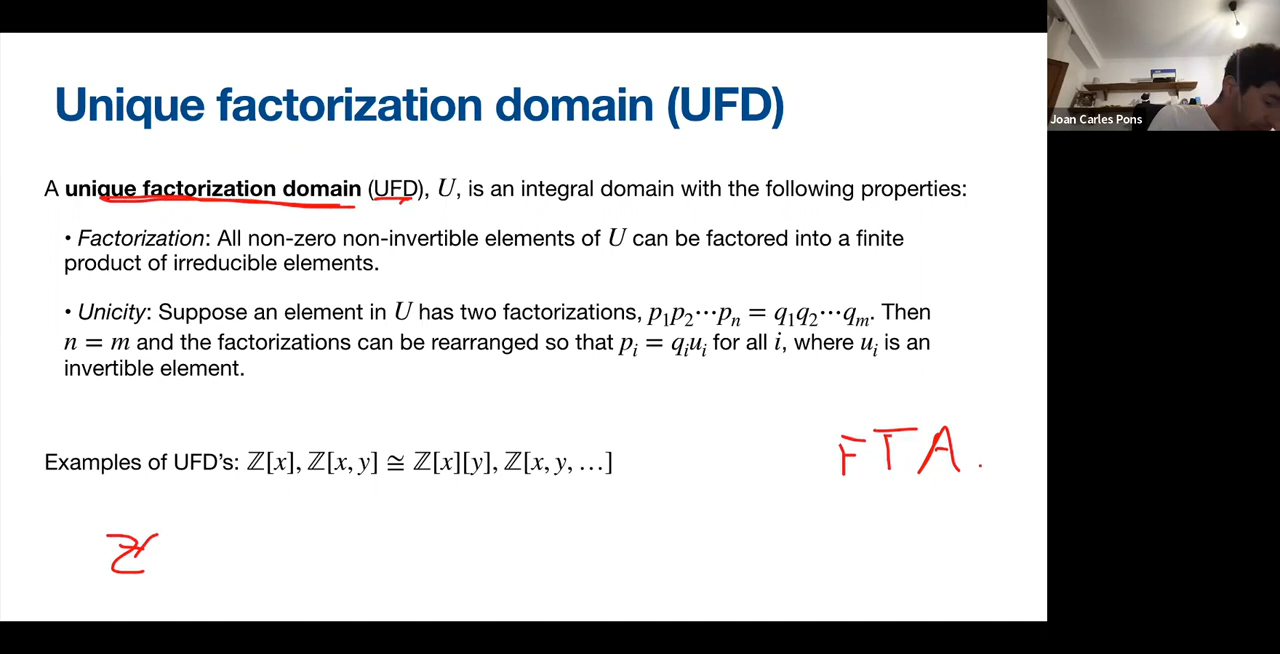 Unique factorization domain (UFD)
Joan Carles Pons
A unique factorization domain (UFD), U, is an integral domain with the following properties:
• Factorization: All non-zero non-invertible elements of U can be factored into a finite
product of irreducible elements.
• Unicity: Suppose an element in U has two factorizations, p₁p₂⋯pₙ = q₁q₂⋯qₘ. Then
n = m and the factorizations can be rearranged so that pᵢ = qᵢuᵢ for all i, where uᵢ is an
invertible element.
FTA.
Examples of UFD's: ℤ[x], ℤ[x, y] ≅ ℤ[x][y], ℤ[x, y, …]
ℤ